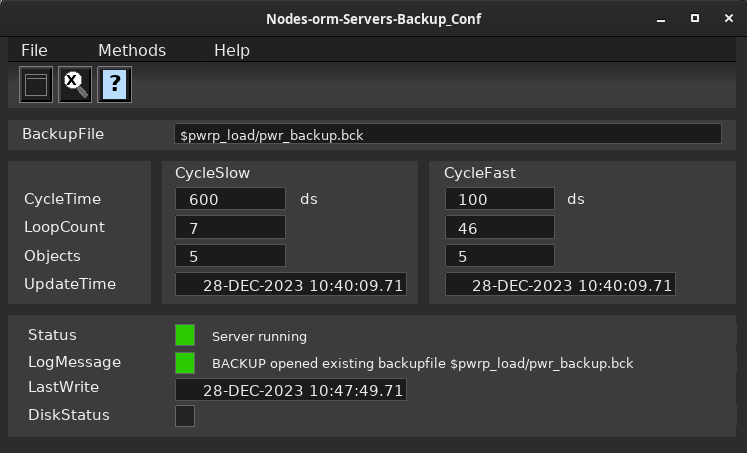 Nodes-orm-Servers-Backup_Conf
File Methods Help
X ?
BackupFile $pwrp_load/pwr_backup.bck
CycleSlow CycleFast
CycleTime 600 ds 100 ds
LoopCount 7 46
Objects 5 5
UpdateTime 28-DEC-2023 10:40:09.71 28-DEC-2023 10:40:09.71
Status Server running
LogMessage BACKUP opened existing backupfile $pwrp_load/pwr_backup.bck
LastWrite 28-DEC-2023 10:47:49.71
DiskStatus